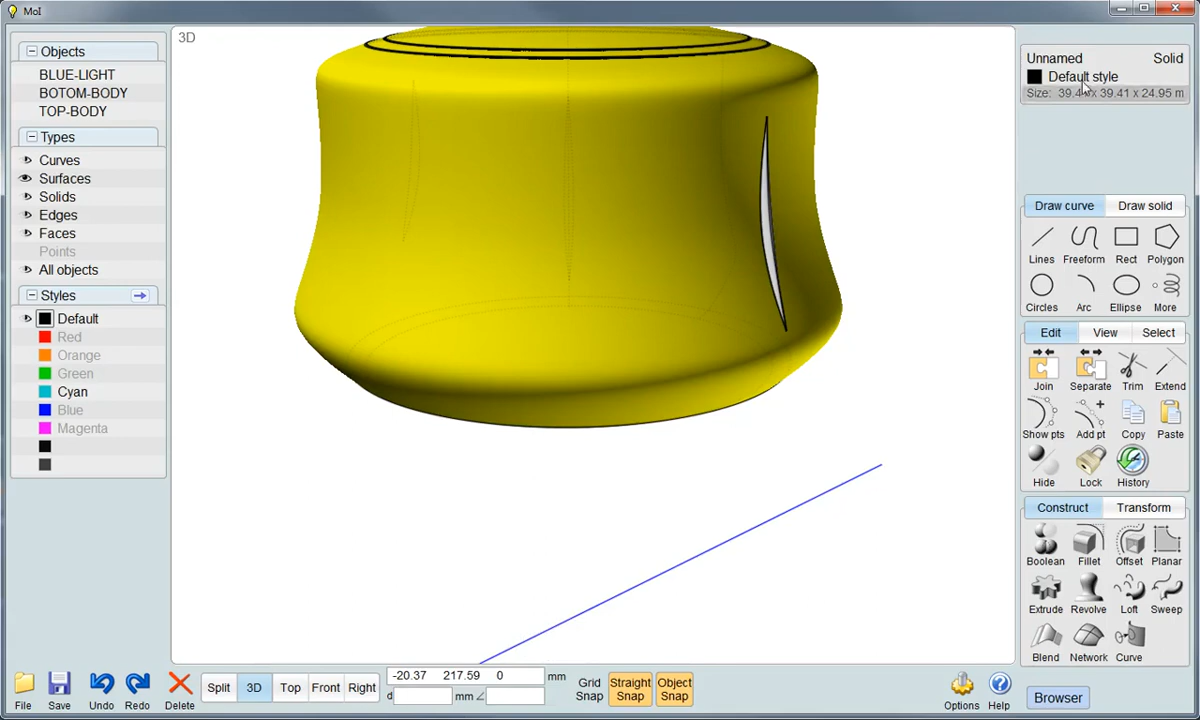 MoI
Objects
BLUE-LIGHT
BOTOM-BODY
TOP-BODY
Types
Curves
Surfaces
Solids
Edges
Faces
Points
All objects
Styles
Default
Red
Orange
Green
Cyan
Blue
Magenta
3D
Unnamed Solid
Default style
Size: x 39.41 x 24.95 m
Draw curve Draw solid
Lines Freeform Rect Polygon
Circles Arc Ellipse More
Edit View Select
Join Separate Trim Extend
Show pts Add pt Copy Paste
Hide Lock History
Construct Transform
Boolean Fillet Offset Planar
Extrude Revolve Loft Sweep
Blend Network Curve
File Save Undo Redo Delete
Split 3D Top Front Right
-20.37 217.59 0 mm
d mm∠
Grid Snap
Straight Snap
Object Snap
Options Help
Browser